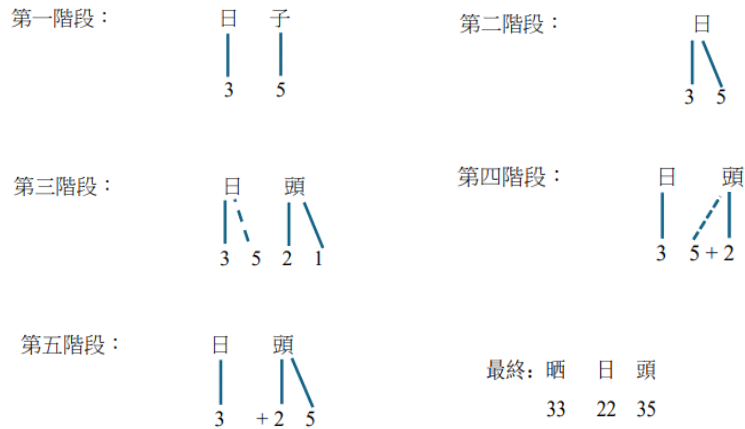 第一階段：
日 子
3 5
第二階段：
日
3 5
第三階段：
日 頭
3 5 2 1
第四階段：
日 頭
3 5 + 2
第五階段：
日 頭
3 + 2 5
最終：晒 日 頭
33 22 35